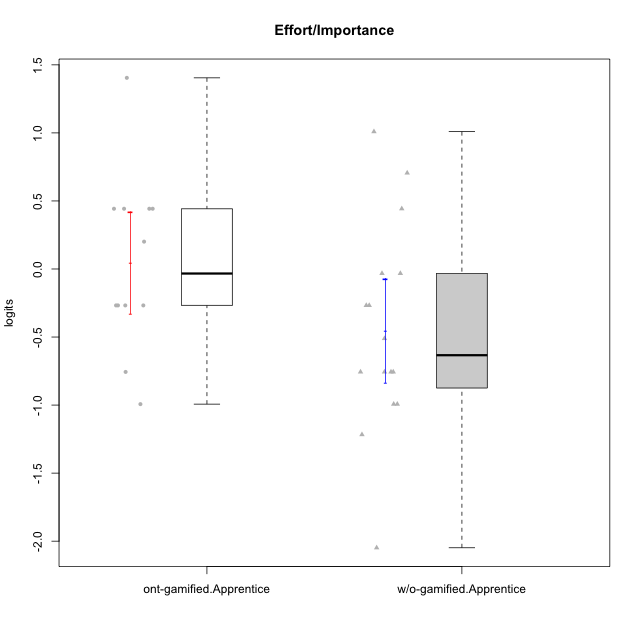 Effort/Importance
logits
1.5
1.0
0.5
0.0
-0.5
-1.0
-1.5
-2.0
ont-gamified.Apprentice
w/o-gamified.Apprentice